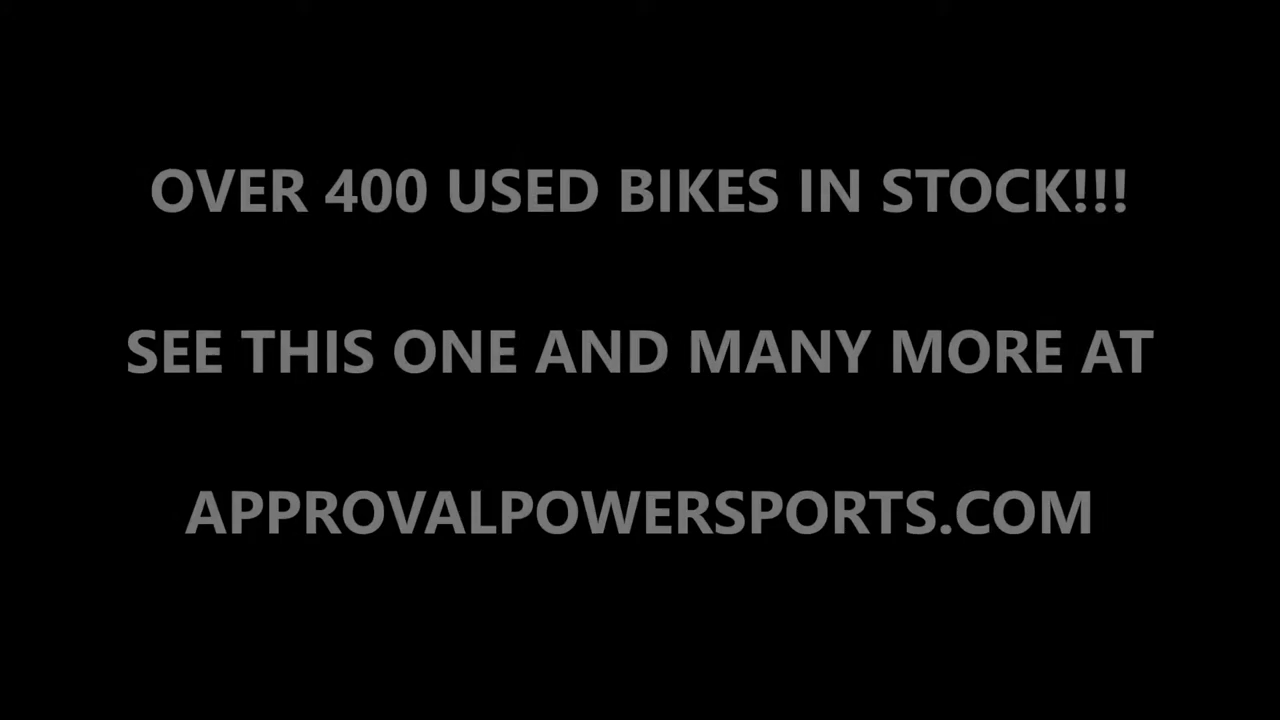 OVER 400 USED BIKES IN STOCK!!!
SEE THIS ONE AND MANY MORE AT
APPROVALPOWERSPORTS.COM